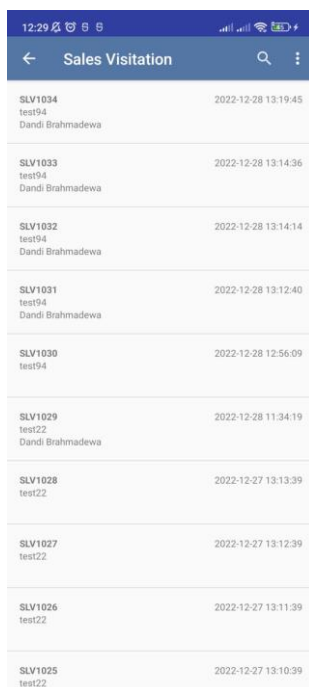 12:29
Sales Visitation
SLV1034 2022-12-28 13:19:45
test94
Dandi Brahmadewa
SLV1033 2022-12-28 13:14:36
test94
Dandi Brahmadewa
SLV1032 2022-12-28 13:14:14
test94
Dandi Brahmadewa
SLV1031 2022-12-28 13:12:40
test94
Dandi Brahmadewa
SLV1030 2022-12-28 12:56:09
test94
SLV1029 2022-12-28 11:34:19
test22
Dandi Brahmadewa
SLV1028 2022-12-27 13:13:39
test22
SLV1027 2022-12-27 13:12:39
test22
SLV1026 2022-12-27 13:11:39
test22
SLV1025 2022-12-27 13:10:39
test22